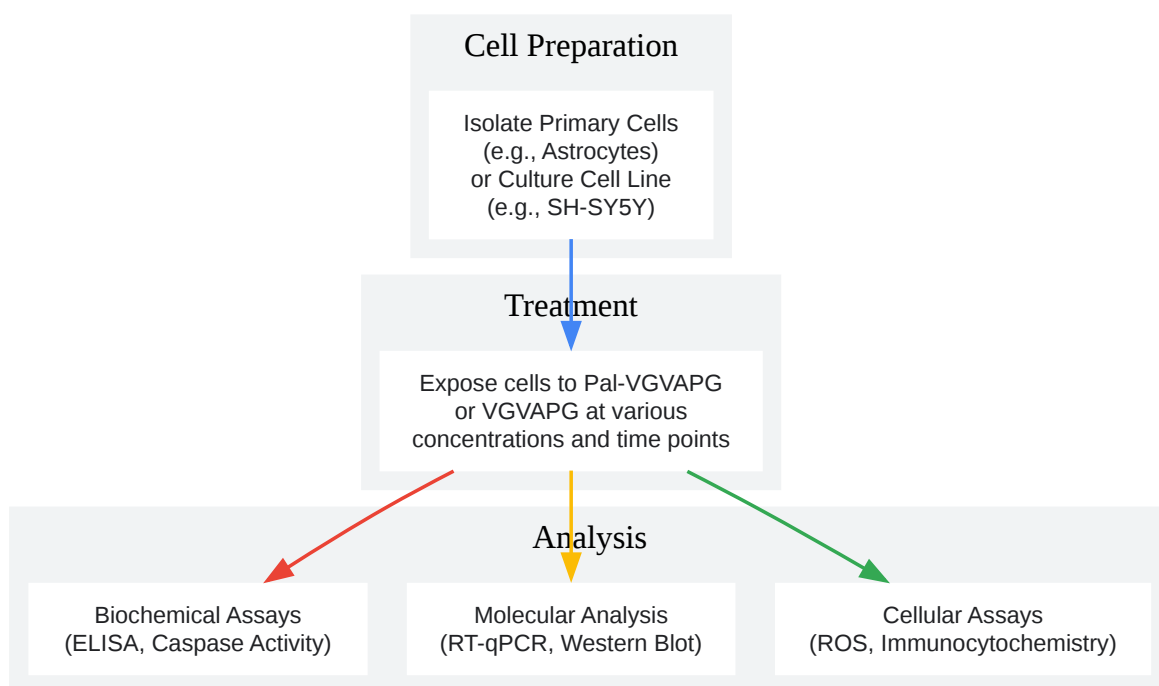 Cell Preparation
Isolate Primary Cells
(e.g., Astrocytes)
or Culture Cell Line
(e.g., SH-SY5Y)
Treatment
Expose cells to Pal-VGVAPG
or VGVAPG at various
concentrations and time points
Analysis
Biochemical Assays
(ELISA, Caspase Activity)
Molecular Analysis
(RT-qPCR, Western Blot)
Cellular Assays
(ROS, Immunocytochemistry)